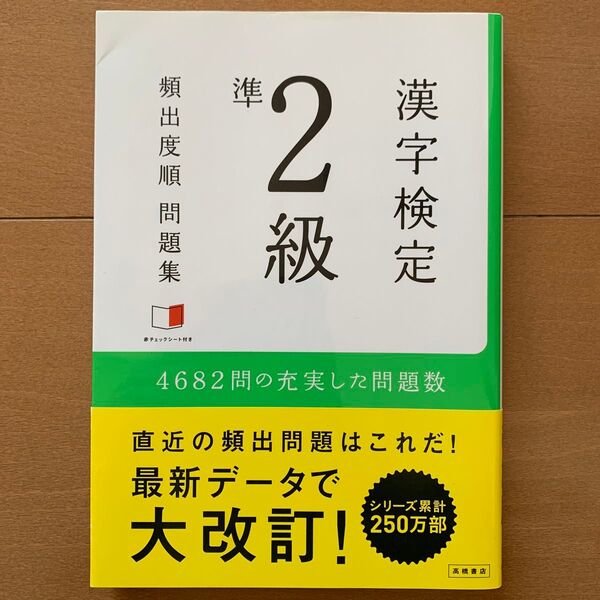 漢字検定
準2級
頻出度順 問題集
赤チェックシート付き
4682問の充実した問題数
直近の頻出問題はこれだ!
最新データで
大改訂!
シリーズ累計
250万部
高橋書店